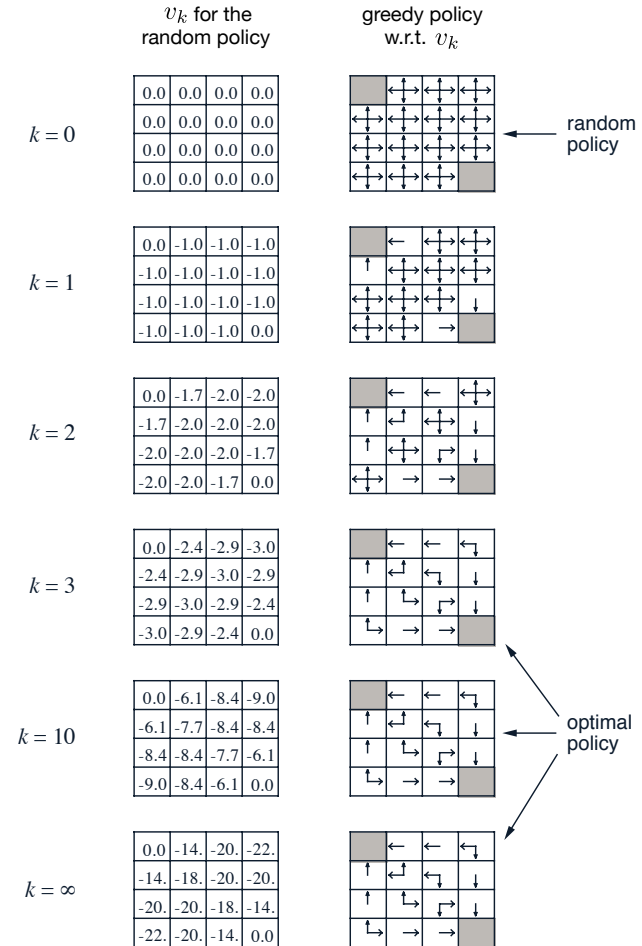 v_k for the
random policy
greedy policy
w.r.t. v_k
k = 0
0.0 0.0 0.0 0.0
0.0 0.0 0.0 0.0
0.0 0.0 0.0 0.0
0.0 0.0 0.0 0.0
random
policy
k = 1
0.0 -1.0 -1.0 -1.0
-1.0 -1.0 -1.0 -1.0
-1.0 -1.0 -1.0 -1.0
-1.0 -1.0 -1.0 0.0
k = 2
0.0 -1.7 -2.0 -2.0
-1.7 -2.0 -2.0 -2.0
-2.0 -2.0 -2.0 -1.7
-2.0 -2.0 -1.7 0.0
k = 3
0.0 -2.4 -2.9 -3.0
-2.4 -2.9 -3.0 -2.9
-2.9 -3.0 -2.9 -2.4
-3.0 -2.9 -2.4 0.0
k = 10
0.0 -6.1 -8.4 -9.0
-6.1 -7.7 -8.4 -8.4
-8.4 -8.4 -7.7 -6.1
-9.0 -8.4 -6.1 0.0
optimal
policy
k = ∞
0.0 -14. -20. -22.
-14. -18. -20. -20.
-20. -20. -18. -14.
-22. -20. -14. 0.0